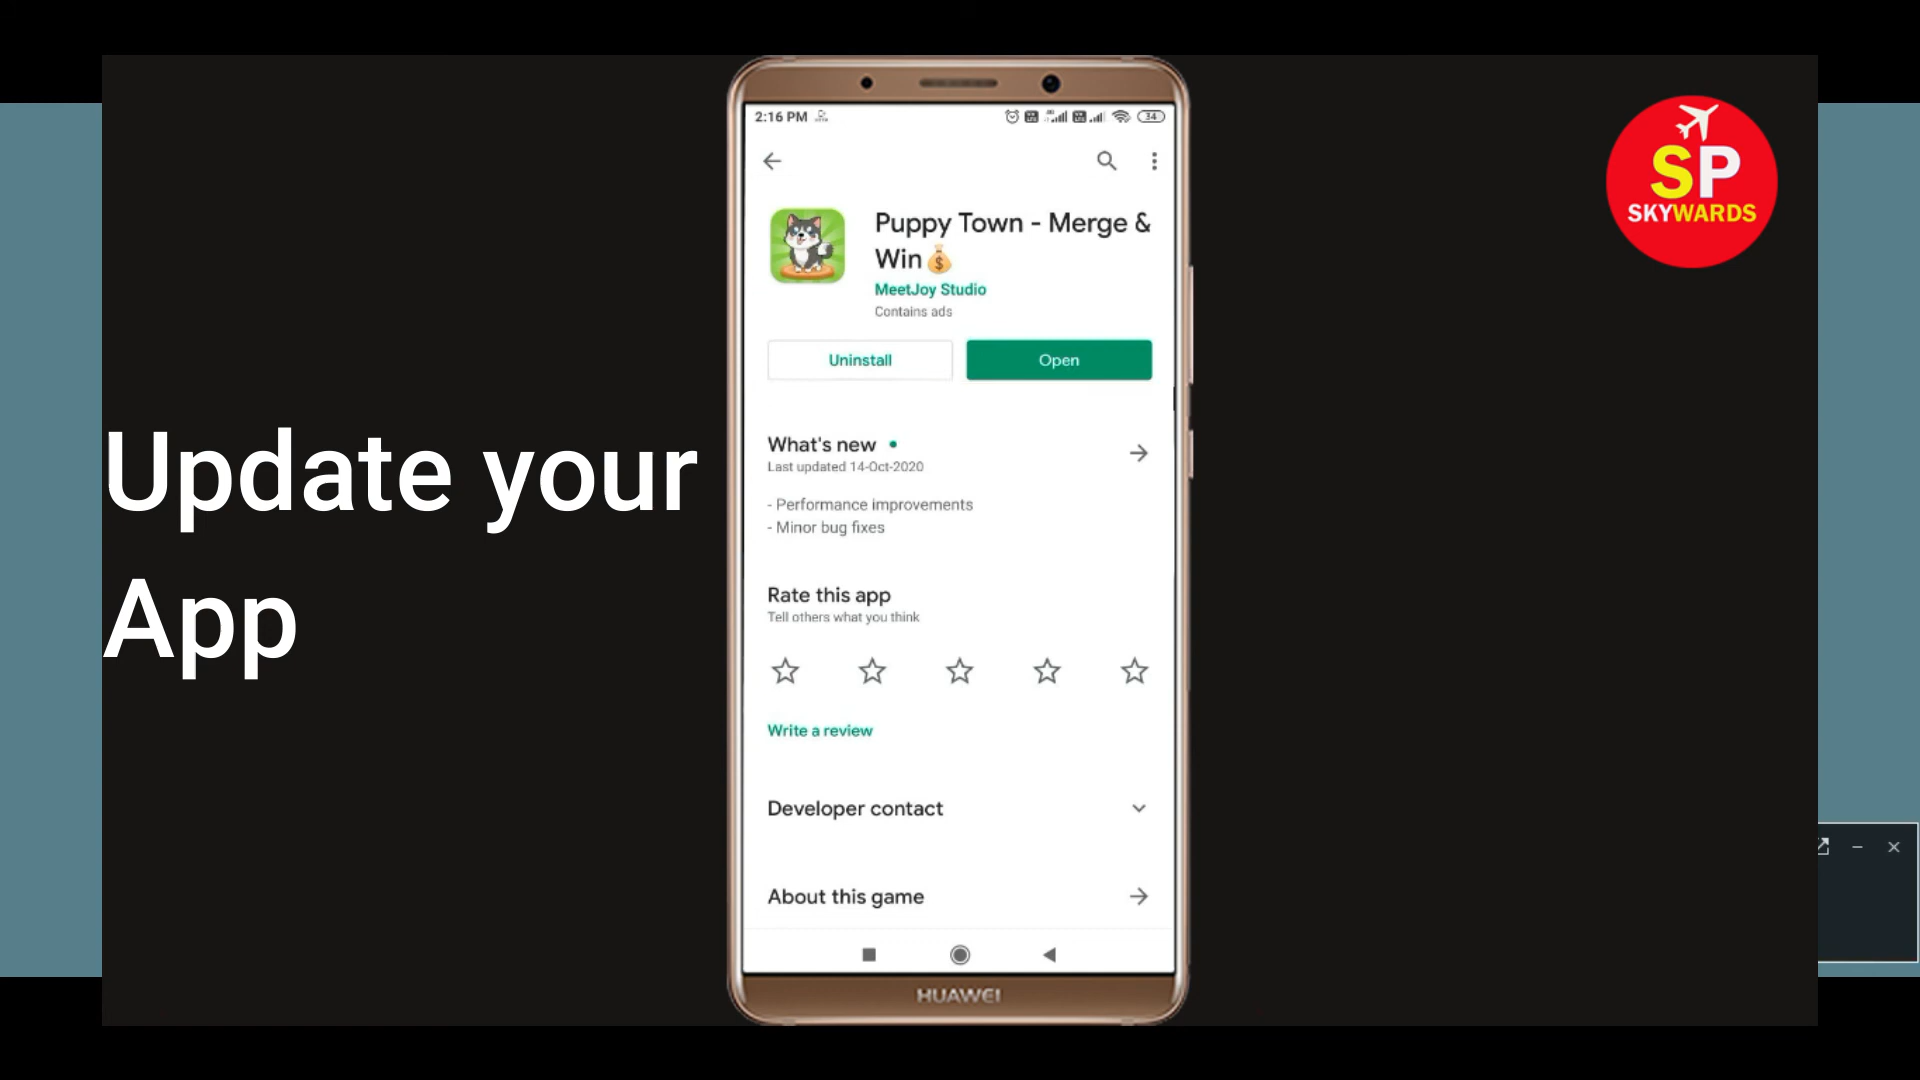 2:16 PM
34
SP
SKYWARDS
Puppy Town - Merge &
Win
MeetJoy Studio
Contains ads
Uninstall
Open
What's new
Last updated 14-Oct-2020
- Performance improvements
- Minor bug fixes
Update your
App
Rate this app
Tell others what you think
Write a review
Developer contact
About this game
HUAWEI